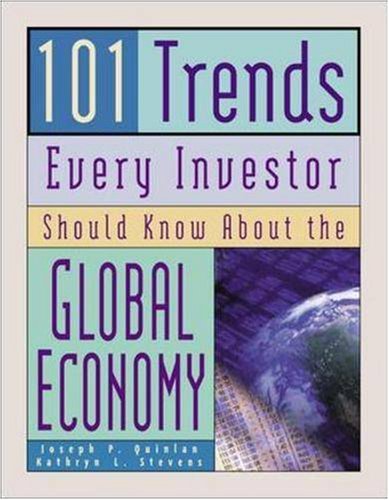 101 Trends
Every Investor
Should Know About the
GLOBAL
ECONOMY
Joseph P. Quinlan
Kathryn L. Stevens